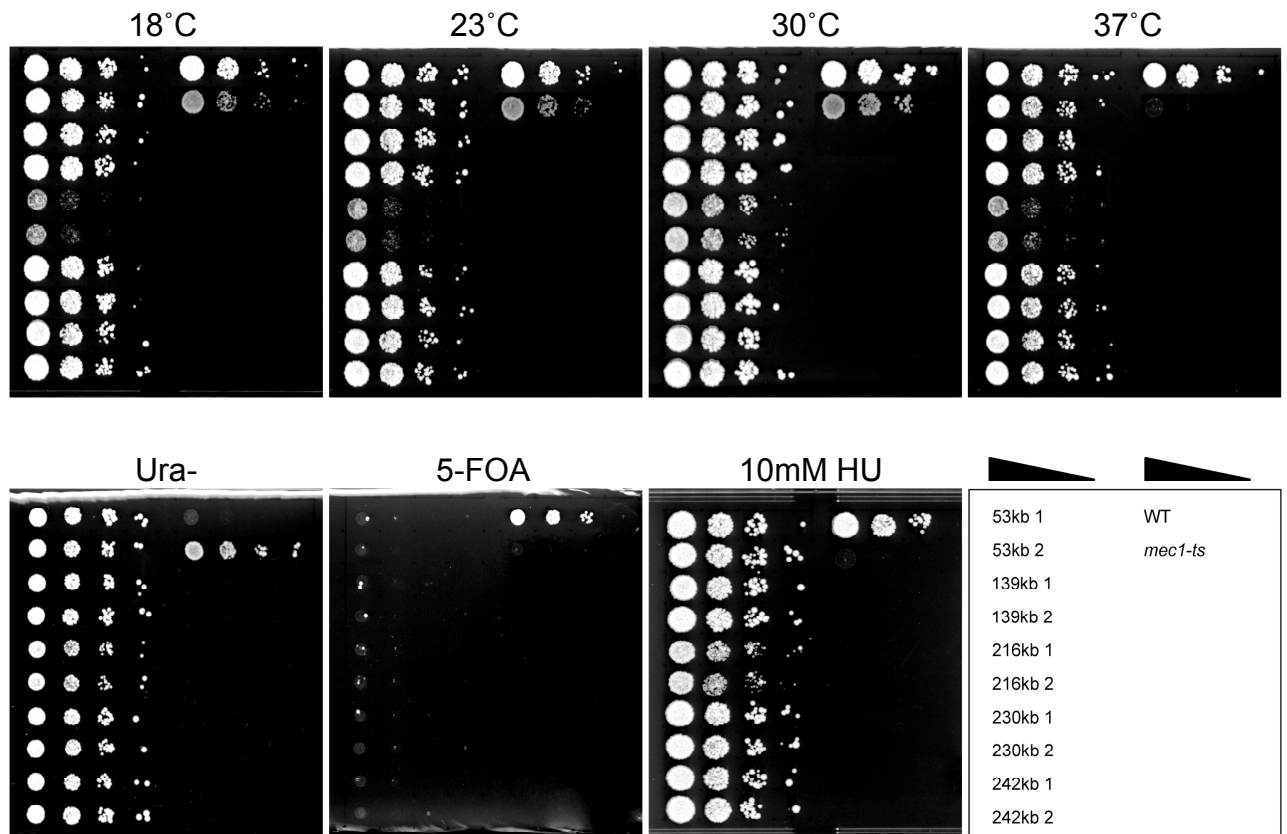 18˚C 23˚C 30˚C 37˚C
Ura- 5-FOA 10mM HU
53kb 1 WT
53kb 2 mec1-ts
139kb 1
139kb 2
216kb 1
216kb 2
230kb 1
230kb 2
242kb 1
242kb 2